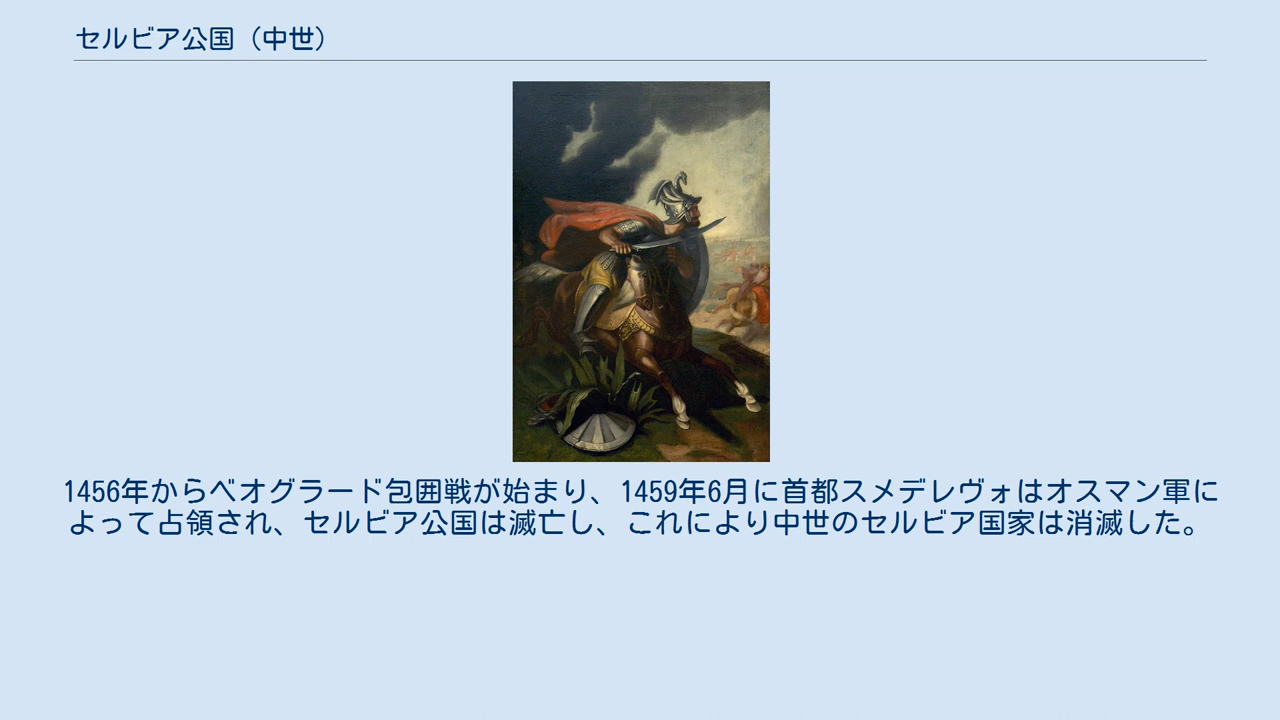 セルビア公国（中世）
1456年からベオグラード包囲戦が始まり、1459年6月に首都スメデレヴォはオスマン軍に
よって占領され、セルビア公国は滅亡し、これにより中世のセルビア国家は消滅した。